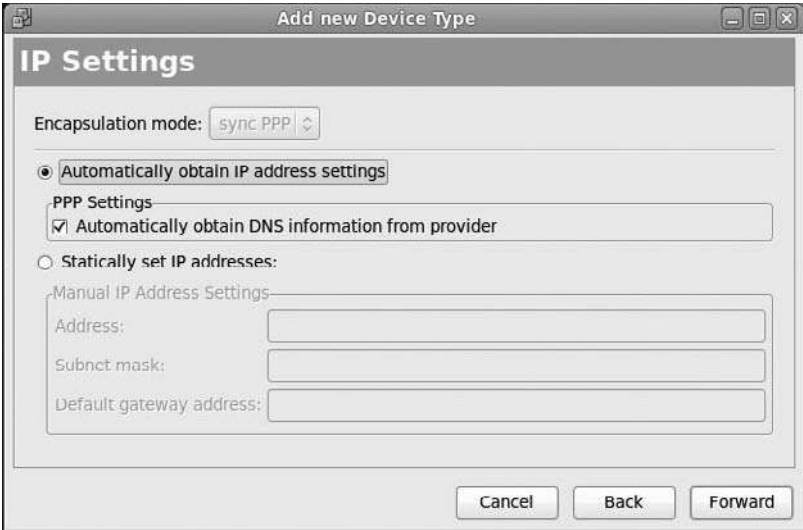 Add new Device Type
IP Settings
Encapsulation mode: sync PPP
Automatically obtain IP address settings
PPP Settings
Automatically obtain DNS information from provider
Statically set IP addresses:
Manual IP Address Settings
Address:
Subnet mask:
Default gateway address:
Cancel Back Forward